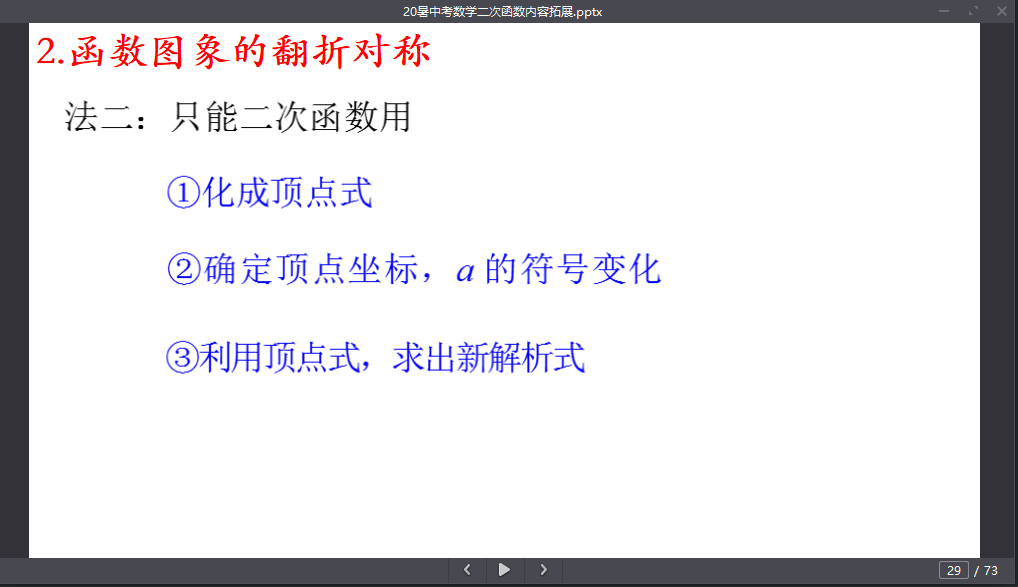 20暑中考数学二次函数内容拓展.pptx
2.函数图象的翻折对称
法二：只能二次函数用
①化成顶点式
②确定顶点坐标，a 的符号变化
③利用顶点式，求出新解析式
29 / 73